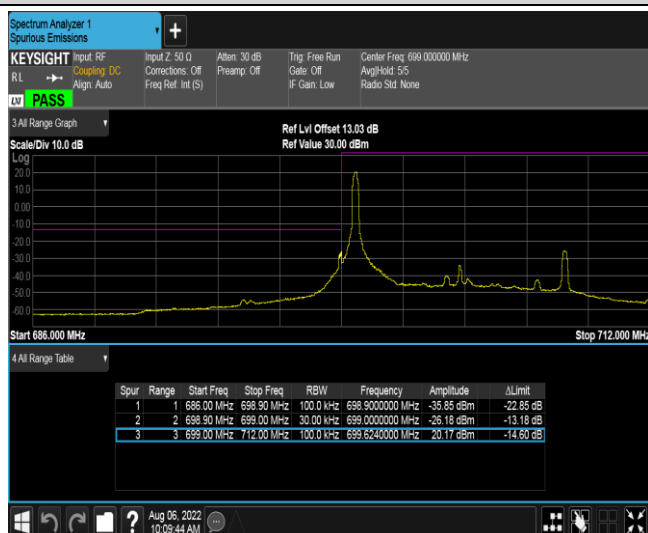 Spectrum Analyzer 1
Spurious Emissions
+
KEYSIGHT Input: RF Input Z: 50 Ω Atten: 30 dB Trig: Free Run Center Freq: 699.000000 MHz
RL Coupling: DC Corrections: Off Preamp: Off Gate: Off Avg|Hold: 5/5
Align: Auto Freq Ref: Int (S) IF Gain: Low Radio Std: None
LXI PASS
3 All Range Graph
Ref Lvl Offset 13.03 dB
Scale/Div 10.0 dB Ref Value 30.00 dBm
Log
20.0
10.0
0.00
-10.0
-20.0
-30.0
-40.0
-50.0
-60.0
Start 686.000 MHz Stop 712.000 MHz
4 All Range Table
Spur Range Start Freq Stop Freq RBW Frequency Amplitude ΔLimit
1 1 686.00 MHz 698.90 MHz 100.0 kHz 698.9000000 MHz -35.85 dBm -22.85 dB
2 2 698.90 MHz 699.00 MHz 30.00 kHz 699.0000000 MHz -26.18 dBm -13.18 dB
3 3 699.00 MHz 712.00 MHz 100.0 kHz 699.6240000 MHz 20.17 dBm -14.60 dB
? Aug 06, 2022
10:09:44 AM